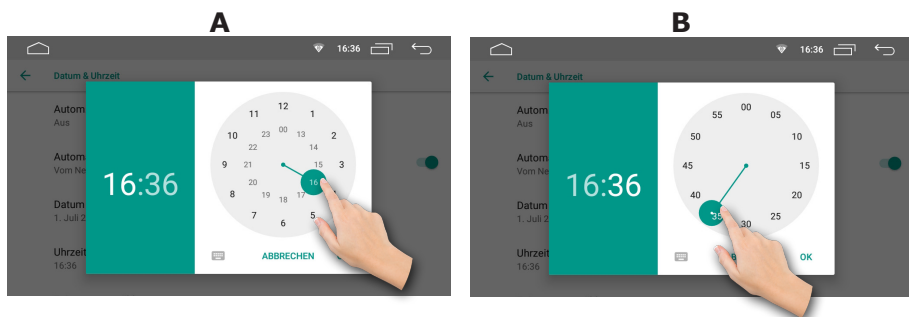 A
16:36
Datum & Uhrzeit
Autom
Aus
Autom
Vom Ne
Datum
1. Juli 2
Uhrzeit
16:36
16:36
12
11
1
10
23
00
13
2
22
14
9
21
15
3
20
16
8
19
18
17
7
5
6
ABBRECHEN
B
16:36
Datum & Uhrzeit
Autom
Aus
Autom
Vom Ne
Datum
1. Juli 2
Uhrzeit
16:36
16:36
00
55
05
50
10
45
15
40
20
35
25
30
OK